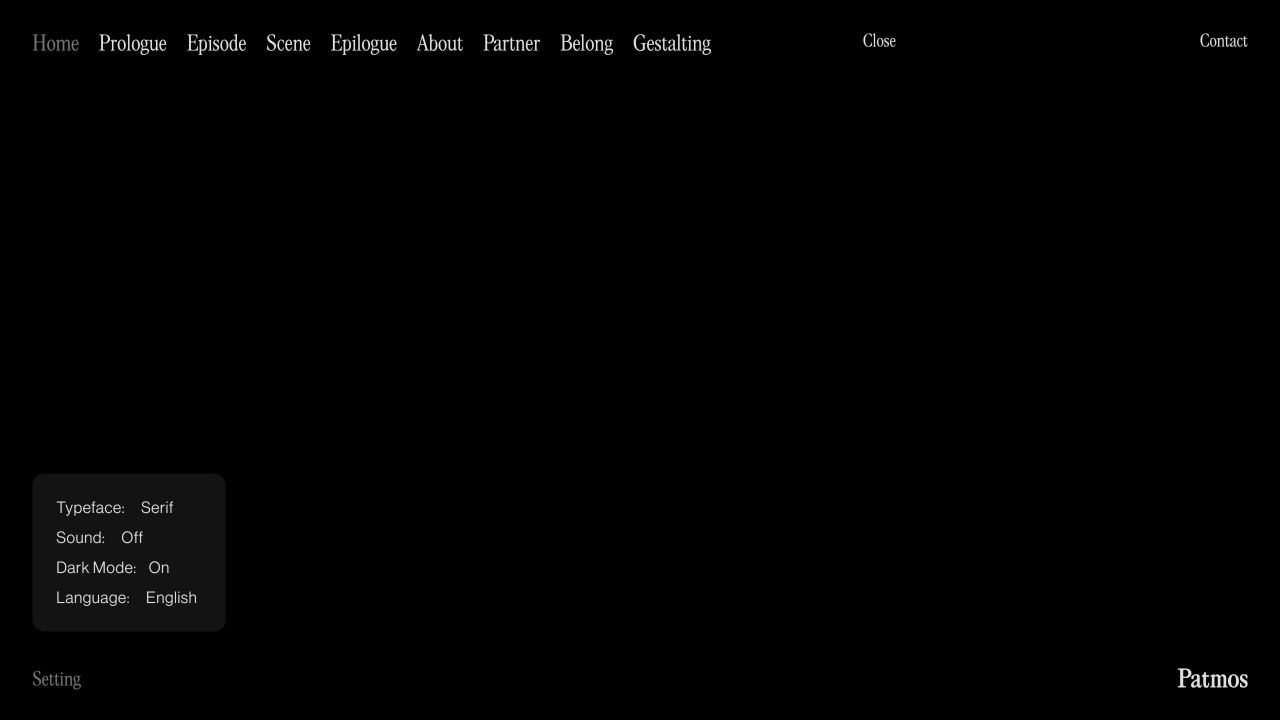 Home Prologue Episode Scene Epilogue About Partner Belong Gestalting Close Contact
Typeface: Serif
Sound: Off
Dark Mode: On
Language: English
Setting Patmos